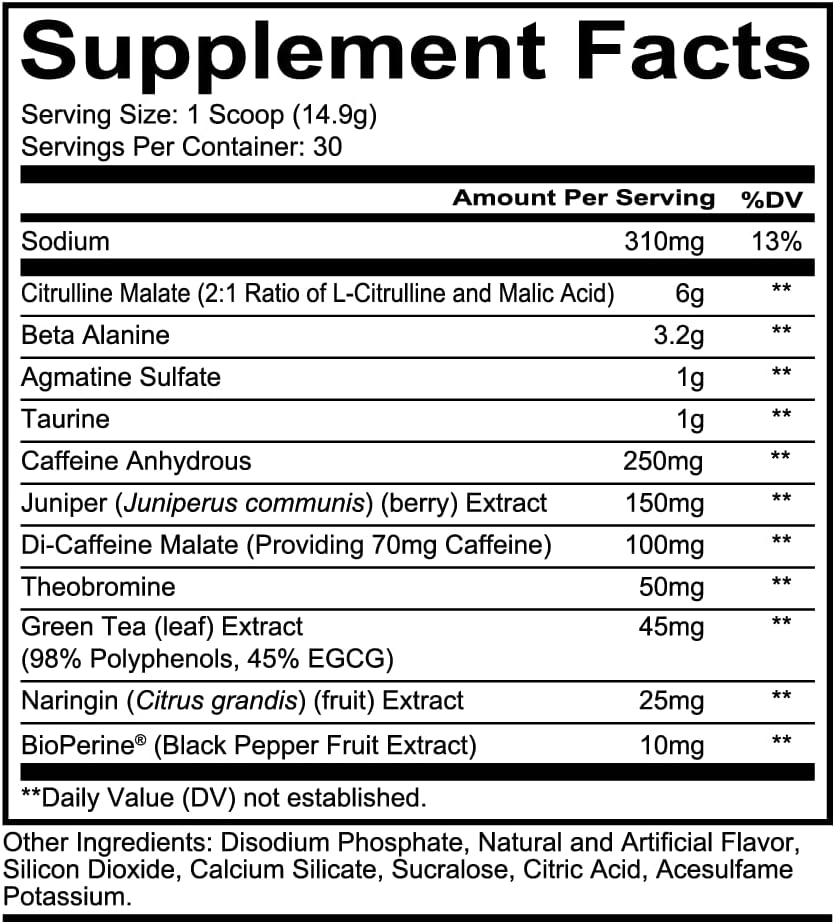 Supplement Facts
Serving Size: 1 Scoop (14.9g)
Servings Per Container: 30
Amount Per Serving %DV
Sodium 310mg 13%
Citrulline Malate (2:1 Ratio of L-Citrulline and Malic Acid) 6g **
Beta Alanine 3.2g **
Agmatine Sulfate 1g **
Taurine 1g **
Caffeine Anhydrous 250mg **
Juniper (Juniperus communis) (berry) Extract 150mg **
Di-Caffeine Malate (Providing 70mg Caffeine) 100mg **
Theobromine 50mg **
Green Tea (leaf) Extract 45mg **
(98% Polyphenols, 45% EGCG)
Naringin (Citrus grandis) (fruit) Extract 25mg **
BioPerine® (Black Pepper Fruit Extract) 10mg **
**Daily Value (DV) not established.
Other Ingredients: Disodium Phosphate, Natural and Artificial Flavor,
Silicon Dioxide, Calcium Silicate, Sucralose, Citric Acid, Acesulfame
Potassium.